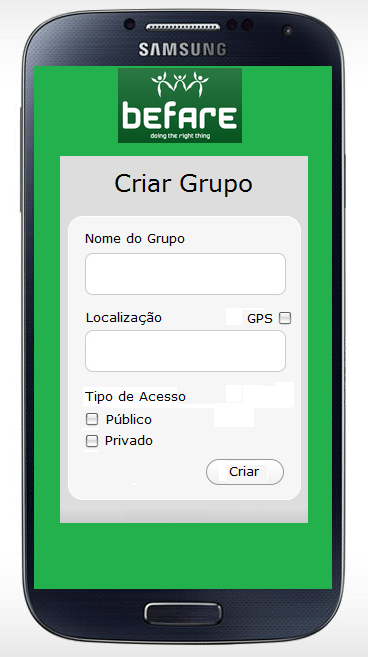 SAMSUNG
befare
doing the right thing
Criar Grupo
Nome do Grupo
Localização GPS
Tipo de Acesso
Público
Privado
Criar